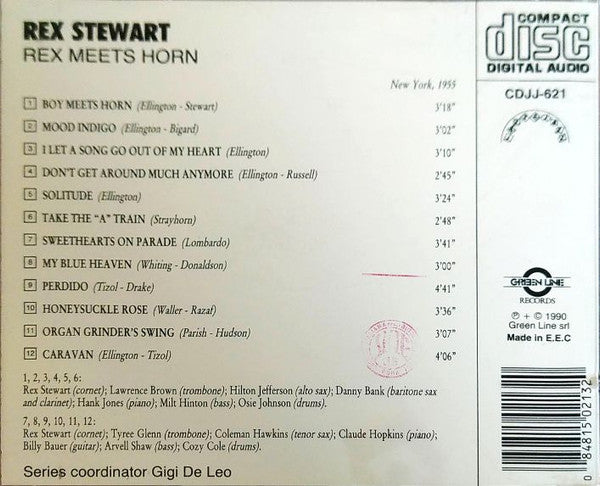 REX STEWART
REX MEETS HORN
COMPACT
disc
DIGITAL AUDIO
CDJJ-621
New York, 1955
1 BOY MEETS HORN (Ellington - Stewart) 3'18"
2 MOOD INDIGO (Ellington - Bigard) 3'02"
3 I LET A SONG GO OUT OF MY HEART (Ellington) 3'10"
4 DON'T GET AROUND MUCH ANYMORE (Ellington - Russell) 2'45"
5 SOLITUDE (Ellington) 3'24"
6 TAKE THE "A" TRAIN (Strayhorn) 2'48"
7 SWEETHEARTS ON PARADE (Lombardo) 3'41"
8 MY BLUE HEAVEN (Whiting - Donaldson) 3'00"
9 PERDIDO (Tizol - Drake) 4'41"
10 HONEYSUCKLE ROSE (Waller - Razaf) 3'36"
11 ORGAN GRINDER'S SWING (Parish - Hudson) 3'07"
12 CARAVAN (Ellington - Tizol) 4'06"
GREEN LINE
RECORDS
℗ + © 1990
Green Line srl
Made in E.E.C
1, 2, 3, 4, 5, 6:
Rex Stewart (cornet); Lawrence Brown (trombone); Hilton Jefferson (alto sax); Danny Bank (baritone sax
and clarinet); Hank Jones (piano); Milt Hinton (bass); Osie Johnson (drums).
7, 8, 9, 10, 11, 12:
Rex Stewart (cornet); Tyree Glenn (trombone); Coleman Hawkins (tenor sax); Claude Hopkins (piano);
Billy Bauer (guitar); Arvell Shaw (bass); Cozy Cole (drums).
Series coordinator Gigi De Leo
0 84815 02132